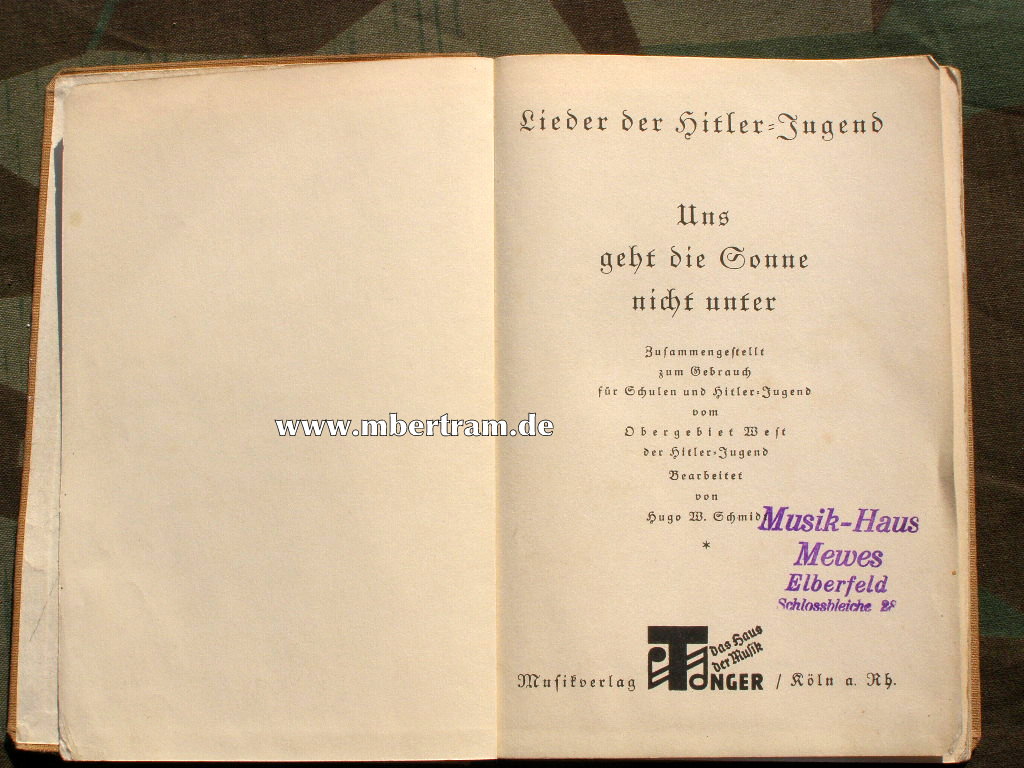 Lieder der Hitler-Jugend
Uns
geht die Sonne
nicht unter
Zusammengestellt
zum Gebrauch
für Schulen und Hitler-Jugend
vom
Obergebiet West
der Hitler-Jugend
Bearbeitet
von
Hugo W. Schmidt
*
www.mbertram.de
Musik-Haus
Mewes
Elberfeld
Schlossbleiche 28
das Haus
der Musik
Musikverlag TONGER / Köln a. Rh.